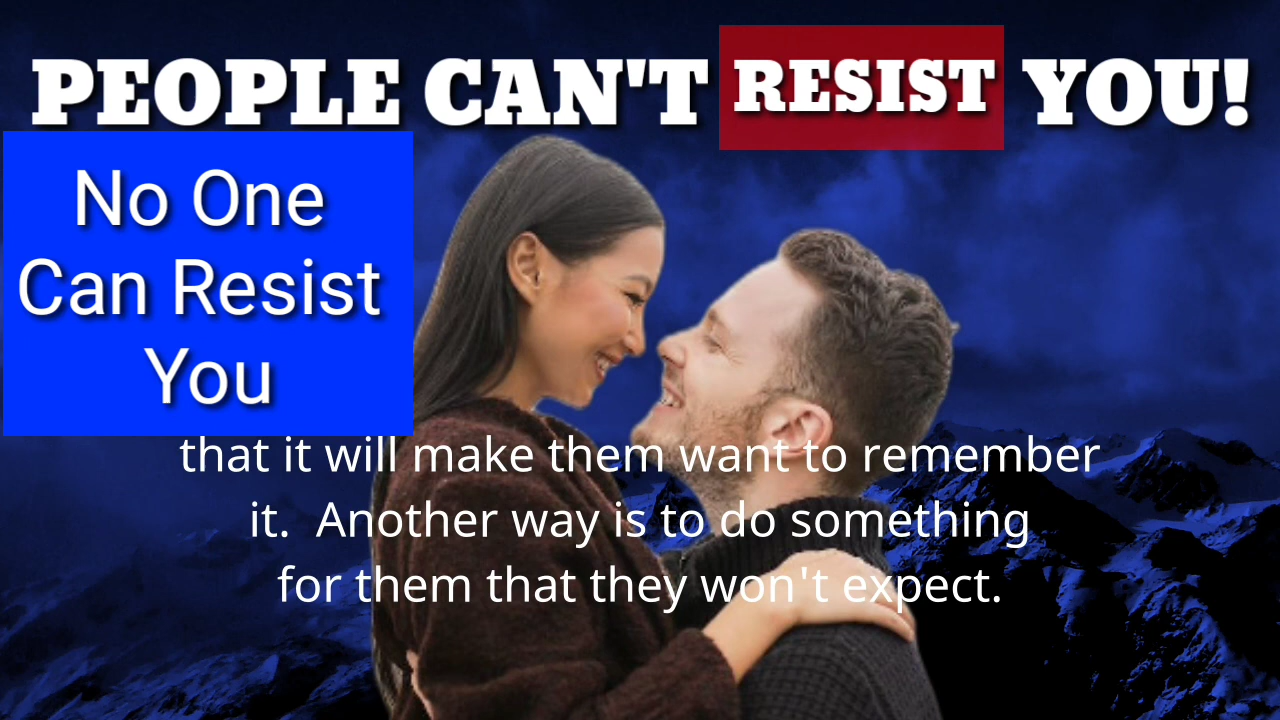 PEOPLE CAN'T RESIST YOU!
No One
Can Resist
You
that it will make them want to remember
it.  Another way is to do something
for them that they won't expect.